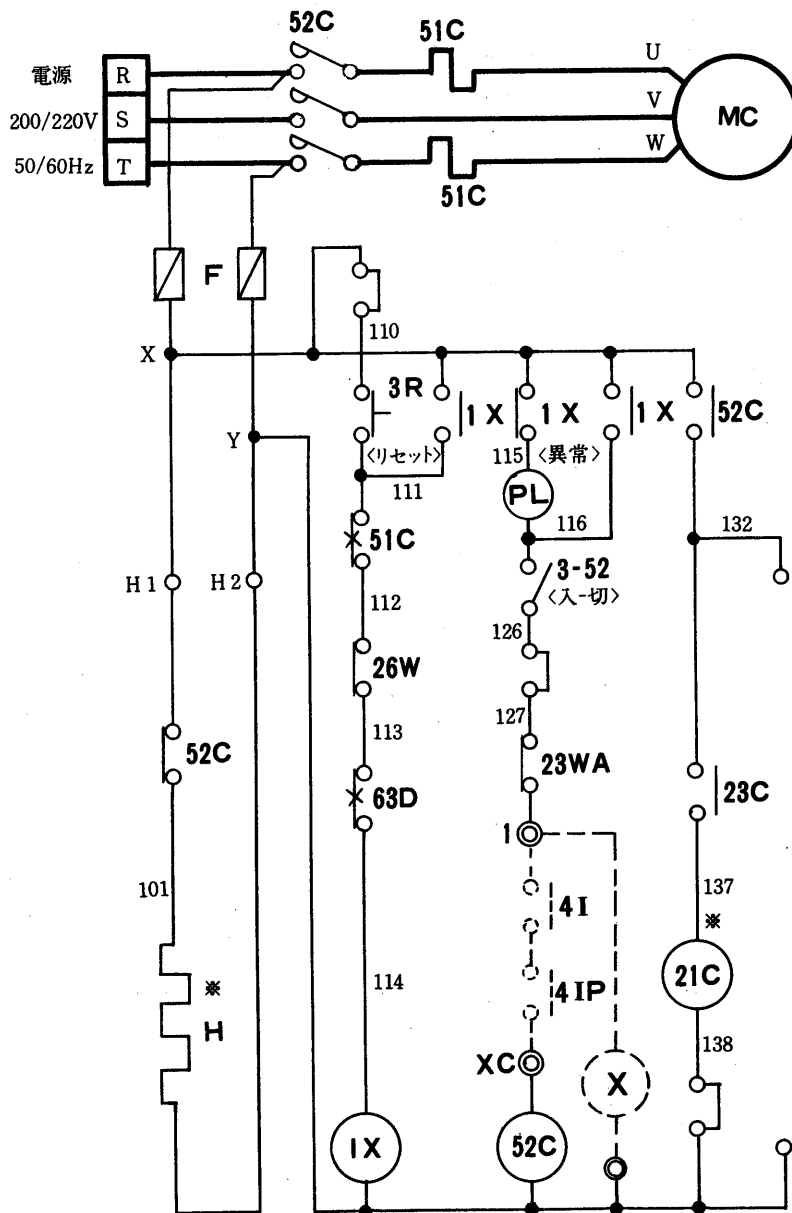 52C 51C
電源 R U
200/220V S V MC
50/60Hz T W
51C
F
110
X
3R 1X 1X 1X 52C
Y 〈リセット〉 115 〈異常〉
111 PL
116 132
51C
3-52
H1 H2 〈入-切〉
112
126
26W
127
113
52C 23WA
63D 23C
1
101 137
4I ※
※ 114 21C
H 4IP
138
XC X
1X 52C